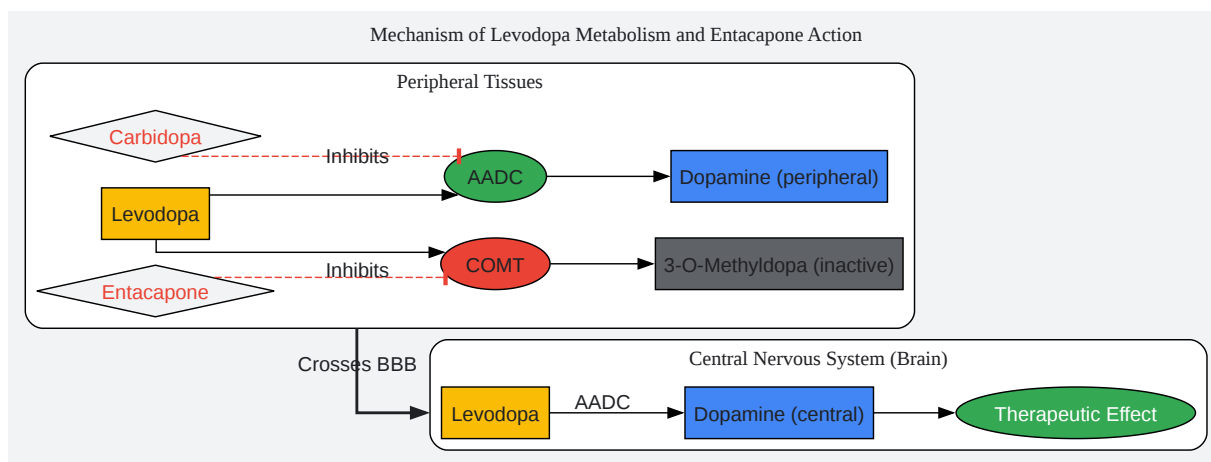 Mechanism of Levodopa Metabolism and Entacapone Action
Peripheral Tissues
Carbidopa
Inhibits
AADC
Dopamine (peripheral)
Levodopa
COMT
3-O-Methyldopa (inactive)
Inhibits
Entacapone
Crosses BBB
Central Nervous System (Brain)
Levodopa
AADC
Dopamine (central)
Therapeutic Effect